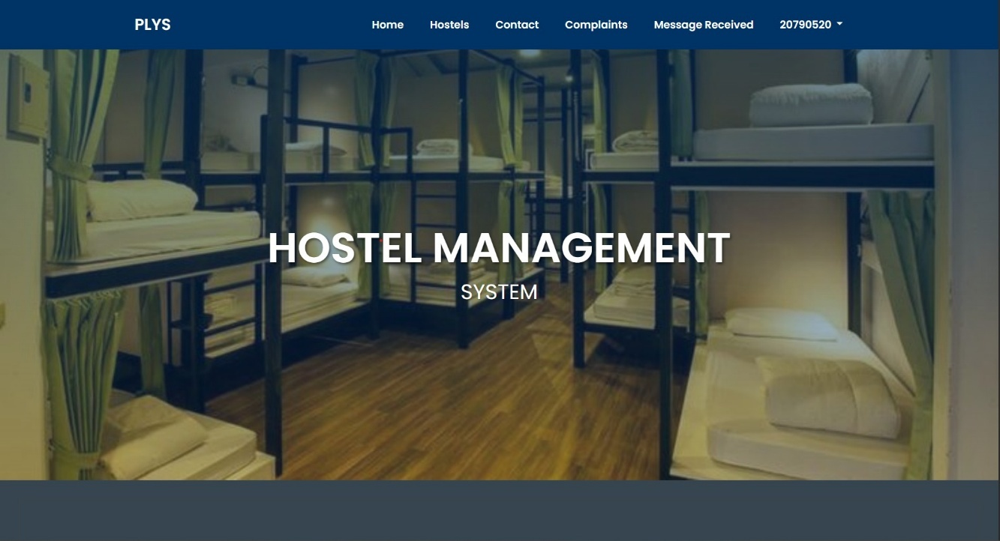 PLYS Home Hostels Contact Complaints Message Received 20790520
HOSTEL MANAGEMENT
SYSTEM